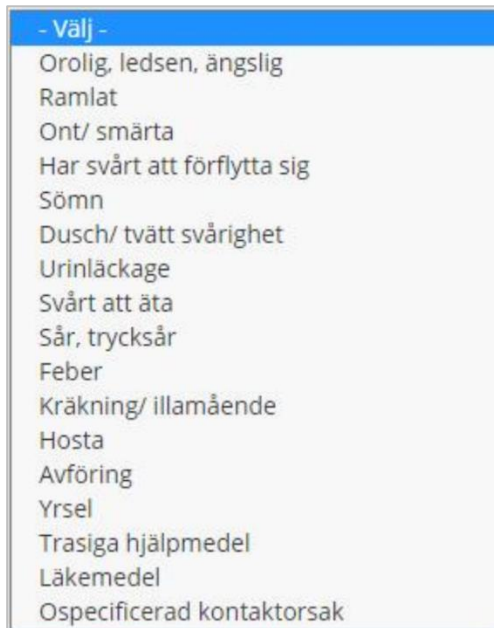 - Välj -
Orolig, ledsen, ängslig
Ramlat
Ont/ smärta
Har svårt att förflytta sig
Sömn
Dusch/ tvätt svårighet
Urinläckage
Svårt att äta
Sår, trycksår
Feber
Kräkning/ illamående
Hosta
Avföring
Yrsel
Trasiga hjälpmedel
Läkemedel
Ospecificerad kontaktorsak